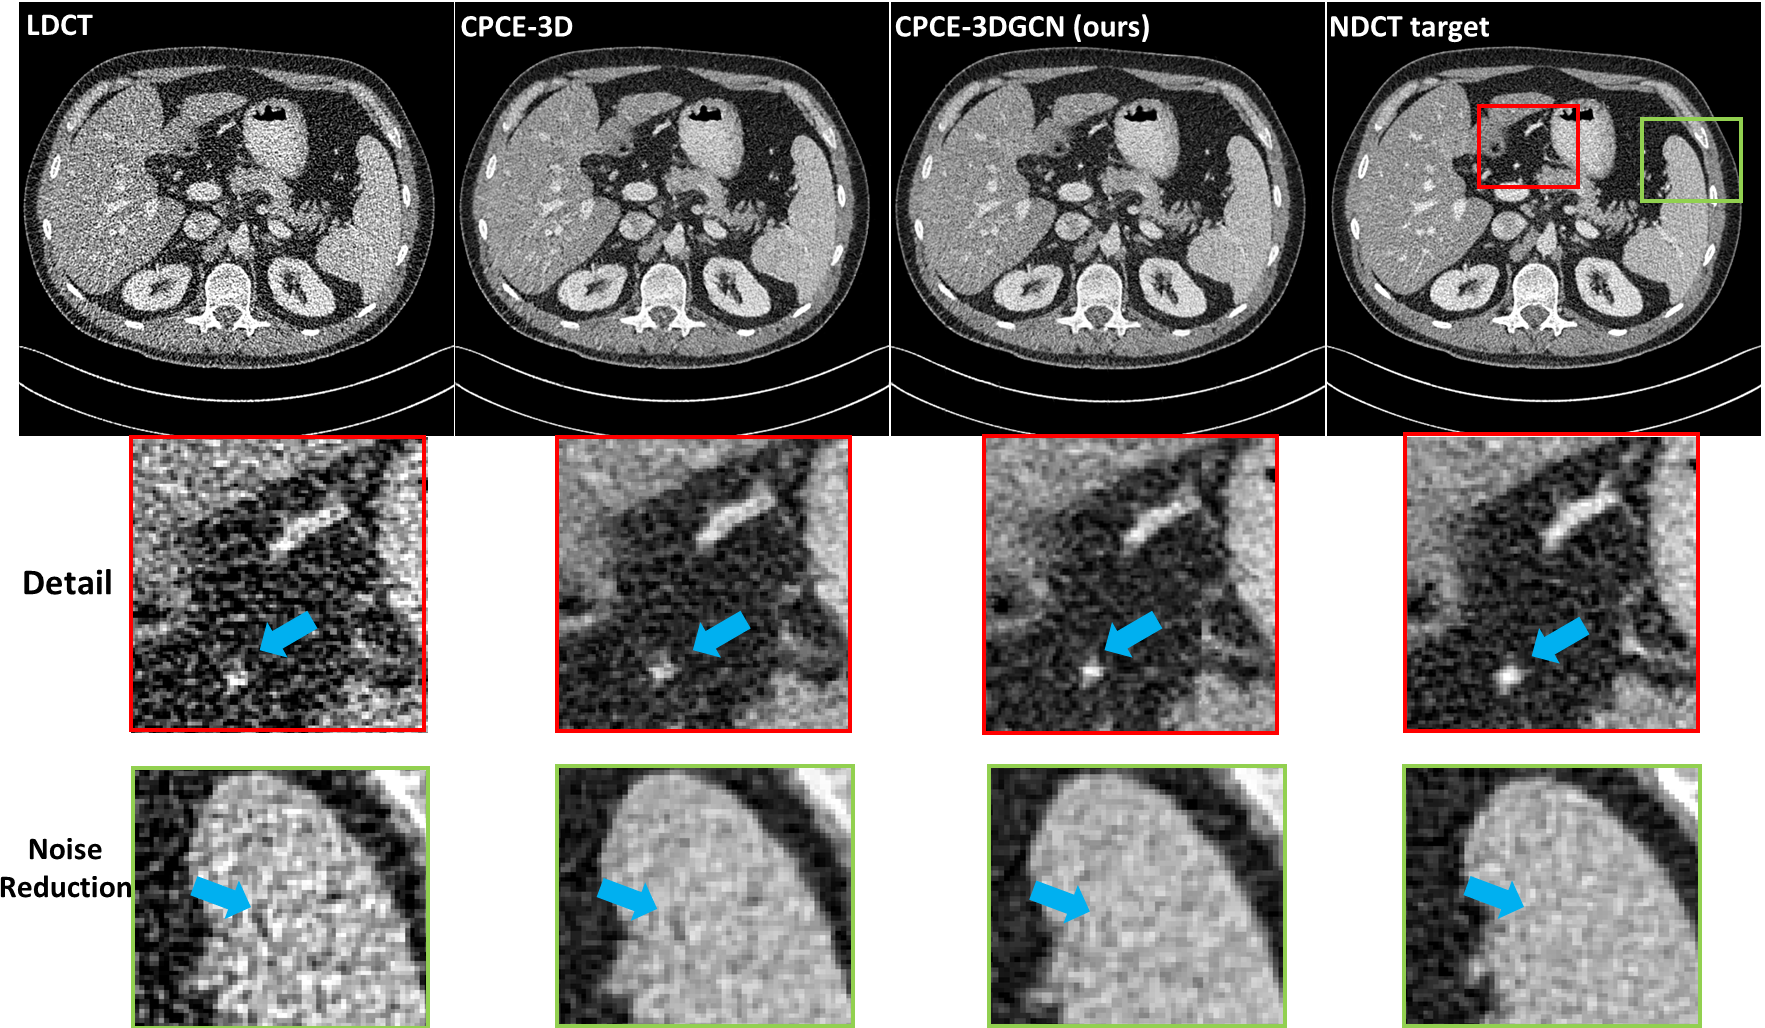 LDCT
CPCE-3D
CPCE-3DGCN (ours)
NDCT target
Detail
Noise
Reduction